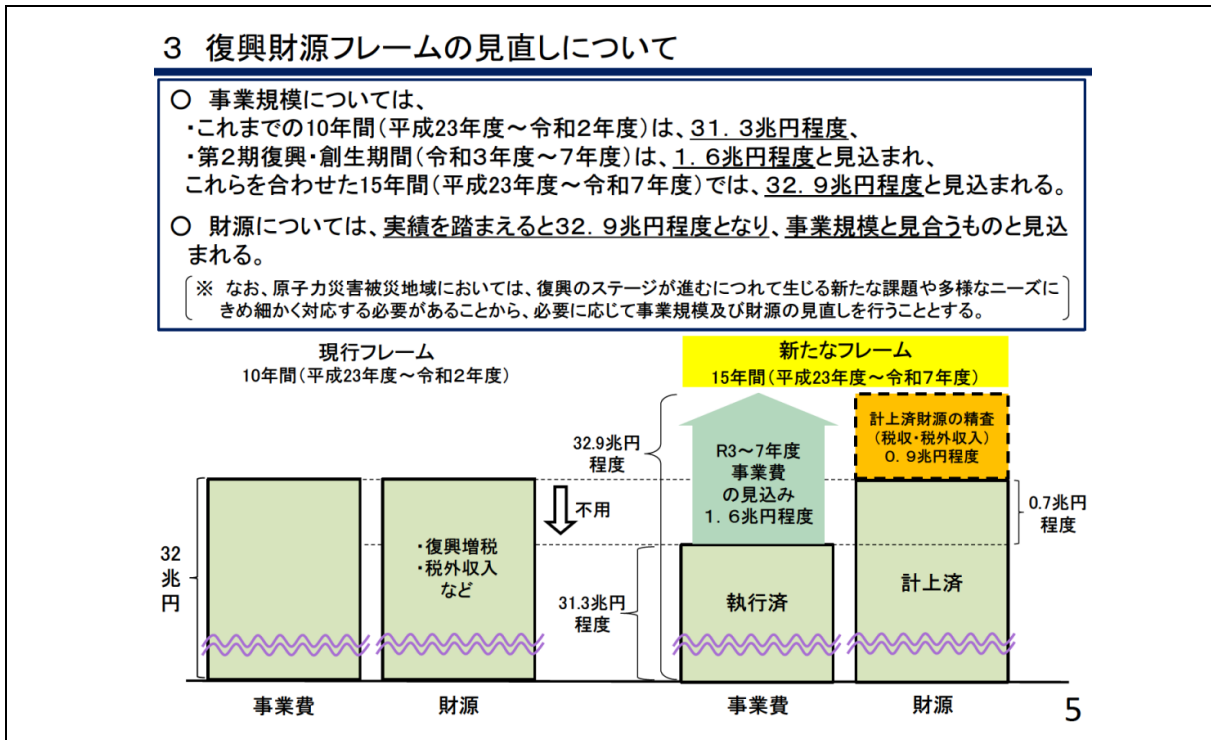 3 復興財源フレームの見直しについて
○ 事業規模については、
・これまでの10年間(平成23年度~令和2年度)は、31.3兆円程度、
・第2期復興・創生期間(令和3年度~7年度)は、1.6兆円程度と見込まれ、
これらを合わせた15年間(平成23年度~令和7年度)では、32.9兆円程度と見込まれる。
○ 財源については、実績を踏まえると32.9兆円程度となり、事業規模と見合うものと見込
まれる。
※ なお、原子力災害被災地域においては、復興のステージが進むにつれて生じる新たな課題や多様なニーズに
きめ細かく対応する必要があることから、必要に応じて事業規模及び財源の見直しを行うこととする。
現行フレーム
10年間(平成23年度~令和2年度)
新たなフレーム
15年間(平成23年度~令和7年度)
32
兆
円
・復興増税
・税外収入
など
不用
32.9兆円
程度
31.3兆円
程度
R3~7年度
事業費
の見込み
1.6兆円程度
執行済
計上済財源の精査
(税収・税外収入)
0.9兆円程度
計上済
0.7兆円
程度
事業費
財源
事業費
財源
5